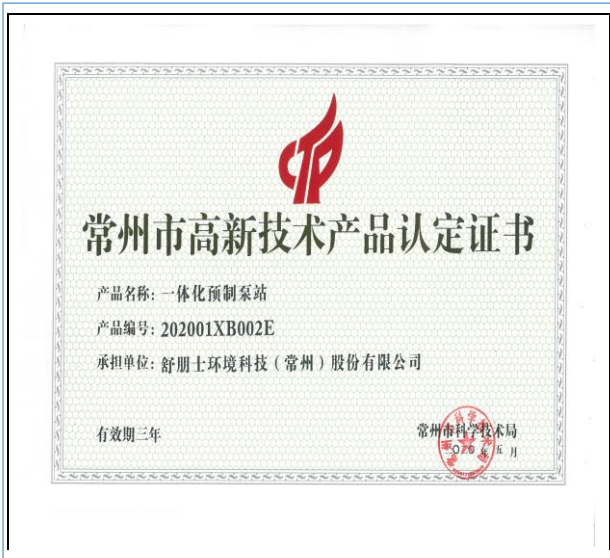 常州市高新技术产品认定证书
产品名称: 一体化预制泵站
产品编号: 202001XB002E
承担单位: 舒朋士环境科技（常州）股份有限公司
有效期三年
常州市科学技术局
年五月